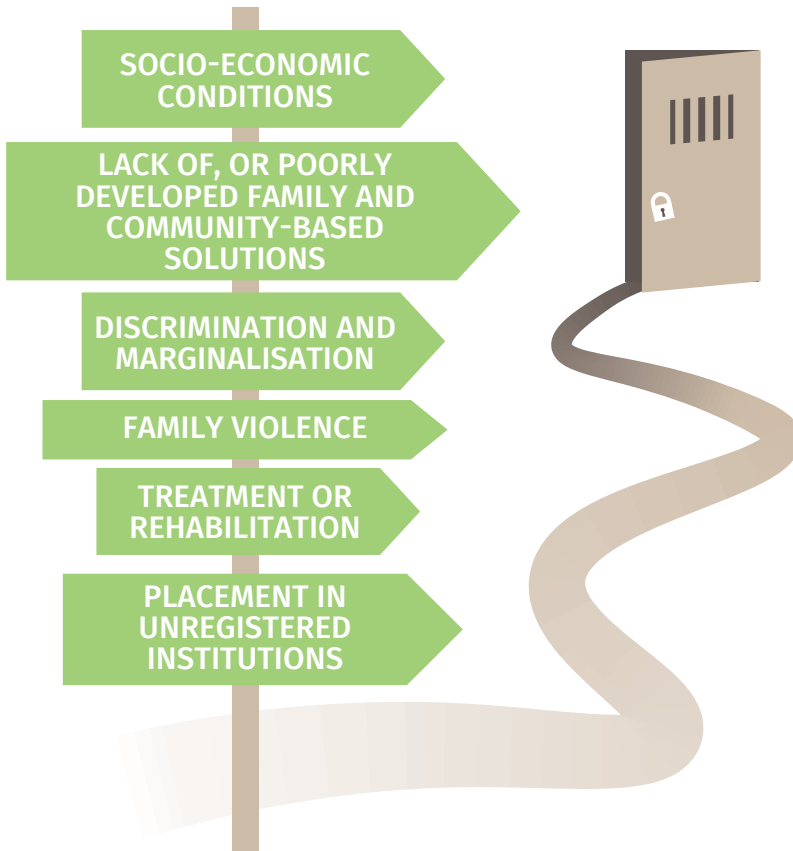 SOCIO-ECONOMIC
CONDITIONS
LACK OF, OR POORLY
DEVELOPED FAMILY AND
COMMUNITY-BASED
SOLUTIONS
DISCRIMINATION AND
MARGINALISATION
FAMILY VIOLENCE
TREATMENT OR
REHABILITATION
PLACEMENT IN
UNREGISTERED
INSTITUTIONS